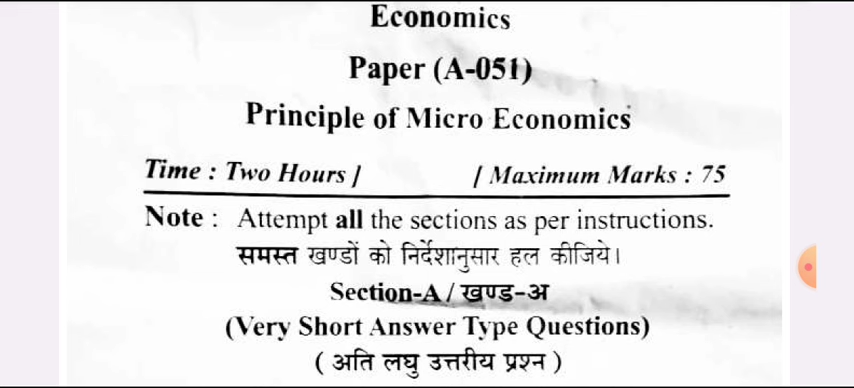 Economics
Paper (A-051)
Principle of Micro Economics
Time : Two Hours ] [ Maximum Marks : 75
Note : Attempt all the sections as per instructions.
समस्त खण्डों को निर्देशानुसार हल कीजिये।
Section-A / खण्ड-अ
(Very Short Answer Type Questions)
( अति लघु उत्तरीय प्रश्न )